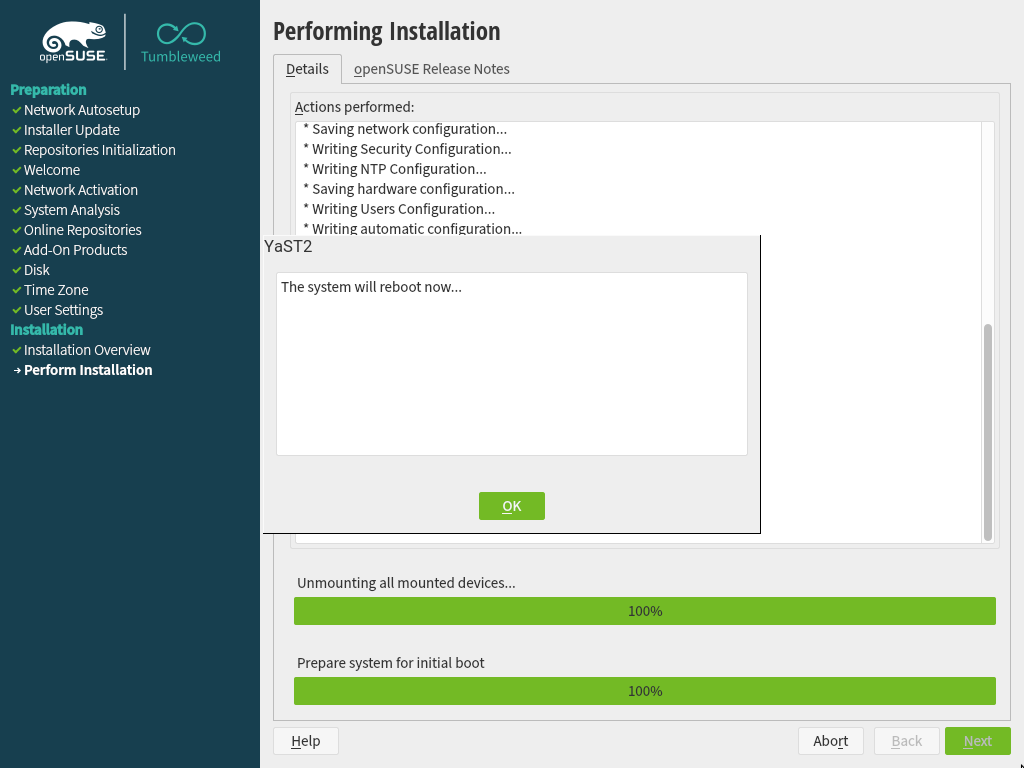 openSUSE.
Tumbleweed
Preparation
Network Autosetup
Installer Update
Repositories Initialization
Welcome
Network Activation
System Analysis
Online Repositories
Add-On Products
Disk
Time Zone
User Settings
Installation
Installation Overview
Perform Installation
Performing Installation
Details
openSUSE Release Notes
Actions performed:
* Saving network configuration...
* Writing Security Configuration...
* Writing NTP Configuration...
* Saving hardware configuration...
* Writing Users Configuration...
* Writing automatic configuration...
YaST2
The system will reboot now...
OK
Unmounting all mounted devices...
100%
Prepare system for initial boot
100%
Help
Abort
Back
Next